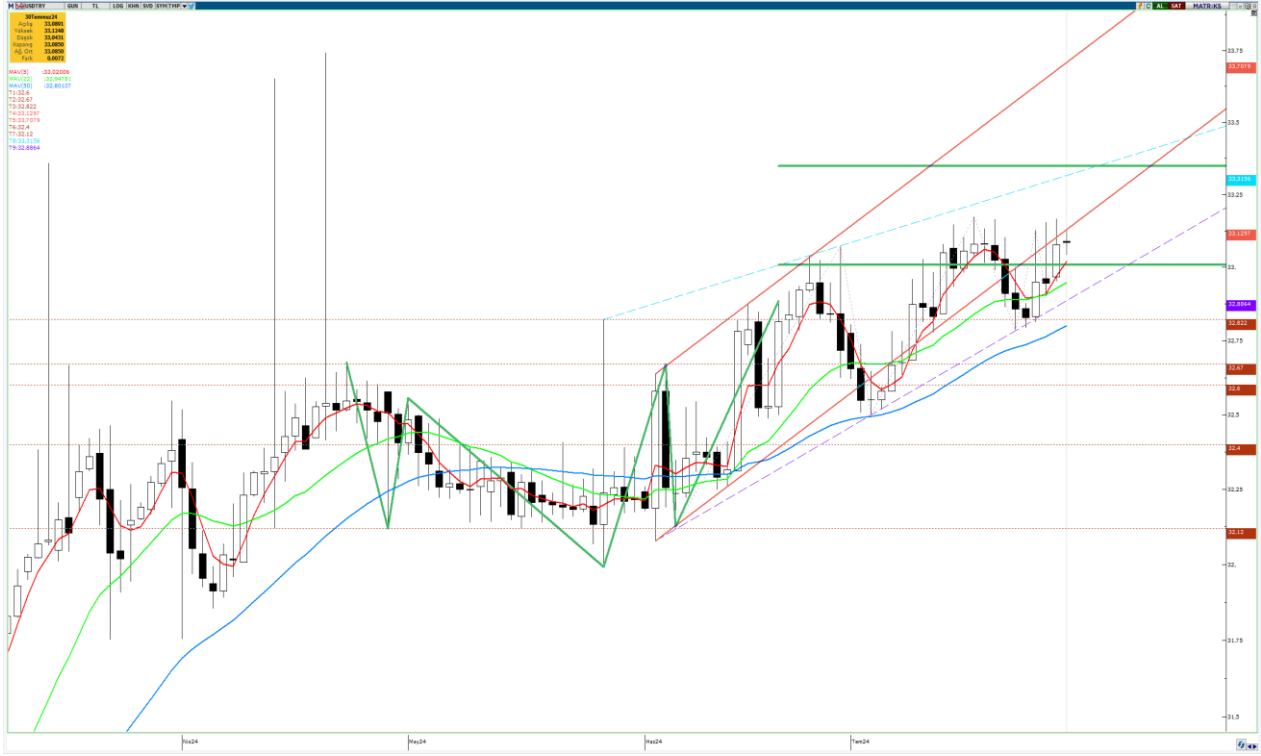 USDTRY GUN TL LOG KHN SVD SYM TMP AL SAT MATRIKS
30Temmuz24
Açılış 33.0891
Yüksek 33.1248
Düşük 33.0431
Kapanış 33.0850
Ağ. Ort 33.0850
Fark 0.0072
MAV(5) :33.02006
MAV(22) :32.94781
MAV(50) :32.80107
T1:32.6
T2:32.67
T3:32.822
T4:33.1297
T5:33.7079
T6:32.4
T7:32.12
T8:33.3156
T9:32.8864
33.75
33.7079
33.5
33.3156
33.25
33.1297
33.
32.8864
32.822
32.75
32.67
32.6
32.5
32.4
32.25
32.12
32.
31.75
31.5
Nis24 May24 Haz24 Tem24